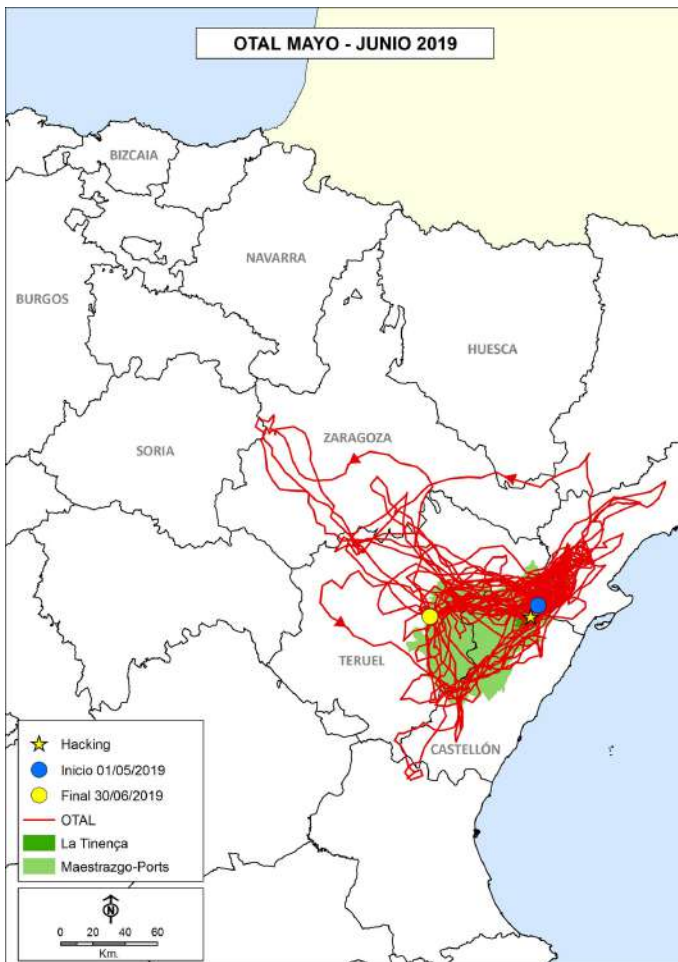 OTAL MAYO - JUNIO 2019
BIZCAIA
NAVARRA
BURGOS
HUESCA
ZARAGOZA
SORIA
TERUEL
CASTELLÓN
Hacking
Inicio 01/05/2019
Final 30/06/2019
OTAL
La Tinença
Maestrazgo-Ports
N
0 20 40 60
Km.